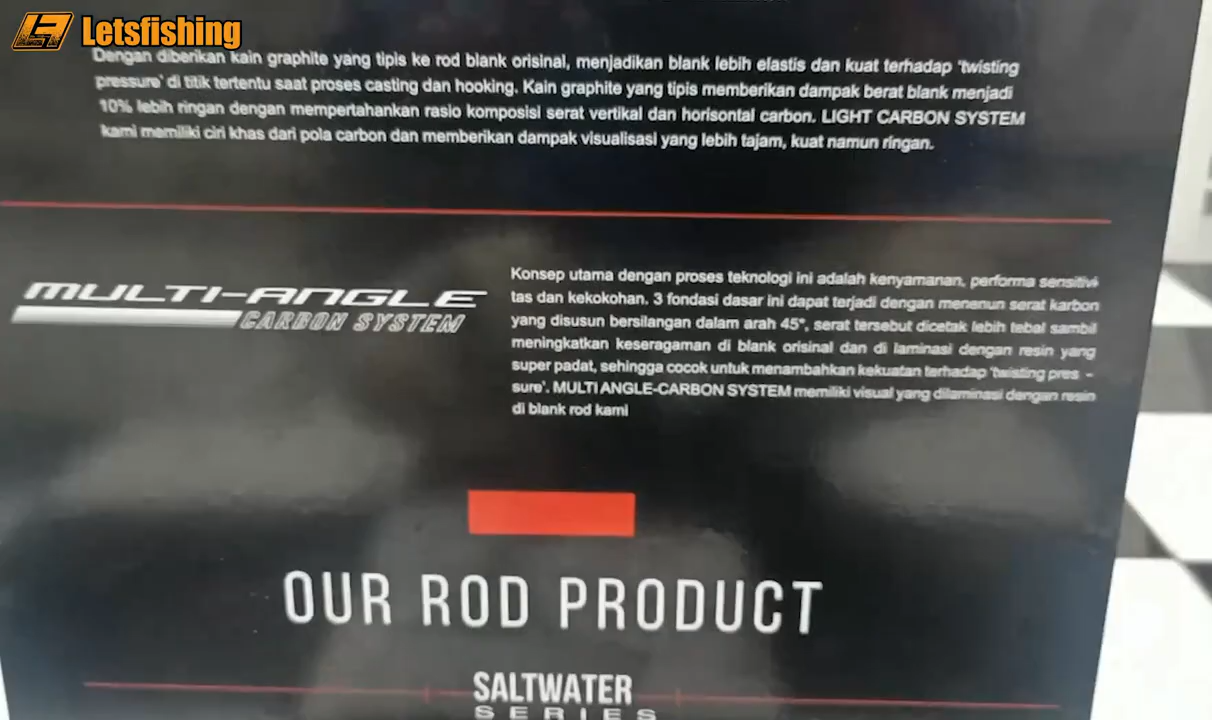 Letsfishing
Dengan diberikan kain graphite yang tipis ke rod blank orisinal, menjadikan blank lebih elastis dan kuat terhadap 'twisting
pressure' di titik tertentu saat proses casting dan hooking. Kain graphite yang tipis memberikan dampak berat blank menjadi
10% lebih ringan dengan mempertahankan rasio komposisi serat vertikal dan horisontal carbon. LIGHT CARBON SYSTEM
kami memiliki ciri khas dari pola carbon dan memberikan dampak visualisasi yang lebih tajam, kuat namun ringan.
MULTI-ANGLE
CARBON SYSTEM
Konsep utama dengan proses teknologi ini adalah kenyamanan, performa sensitivi
tas dan kekokohan. 3 fondasi dasar ini dapat terjadi dengan menenun serat karbon
yang disusun bersilangan dalam arah 45°, serat tersebut dicetak lebih tebal sambil
meningkatkan keseragaman di blank orisinal dan di laminasi dengan resin yang
super padat, sehingga cocok untuk menambahkan kekuatan terhadap 'twisting pres -
sure'. MULTI ANGLE-CARBON SYSTEM memiliki visual yang dilaminasi dengan resin
di blank rod kami
OUR ROD PRODUCT
SALTWATER
SERIES